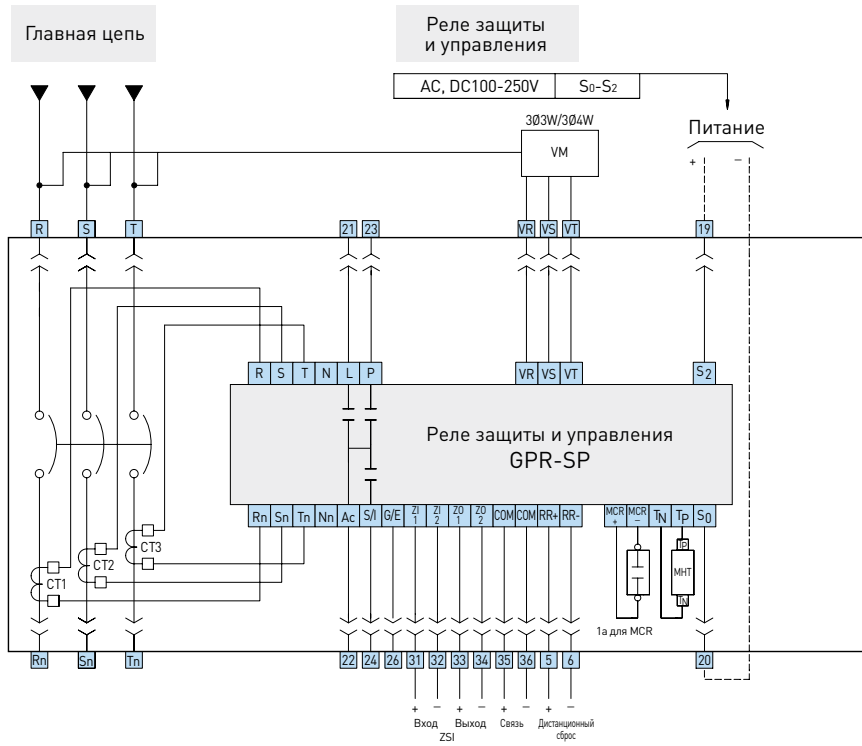 Главная цепь
Реле защиты
и управления
AC, DC100-250V S0-S2
3Ø3W/3Ø4W
VM
Питание
+ −
R S T 21 23 VR VS VT 19
R S T N L P VR VS VT S2
Реле защиты и управления
GPR-SP
Rn Sn Tn Nn Ac S/I G/E ZI 1 ZI 2 ZO 1 ZO 2 COM COM RR+ RR- MCR + MCR − TN TP S0
CT1 CT2 CT3
TP
МНТ
TN
1a для MCR
Rn Sn Tn 22 24 26 31 32 33 34 35 36 5 6 20
+ − + − + − + −
Вход Выход Связь Дистанционный
ZSI сброс